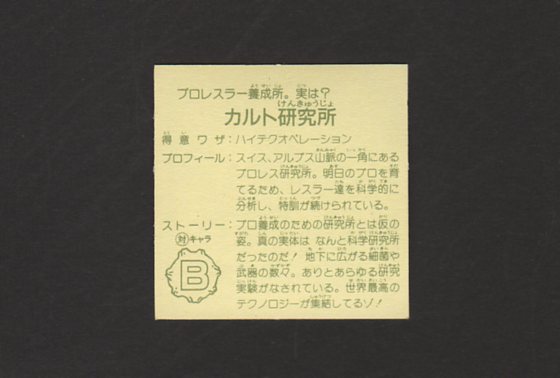 プロレスラー養成所。実は？
カルト研究所
得意ワザ：ハイテクオペレーション
プロフィール：スイス、アルプス山脈の一角にある
プロレス研究所。明日のプロを育
てるため、レスラー達を科学的に
分析し、特訓が続けられている。
ストーリー：プロ養成のための研究所とは仮の
姿。真の実体は なんと科学研究所
だったのだ！ 地下に広がる細菌や
武器の数々。ありとあらゆる研究
実験がなされている。世界最高の
テクノロジーが集結してるゾ！
対キャラ
B